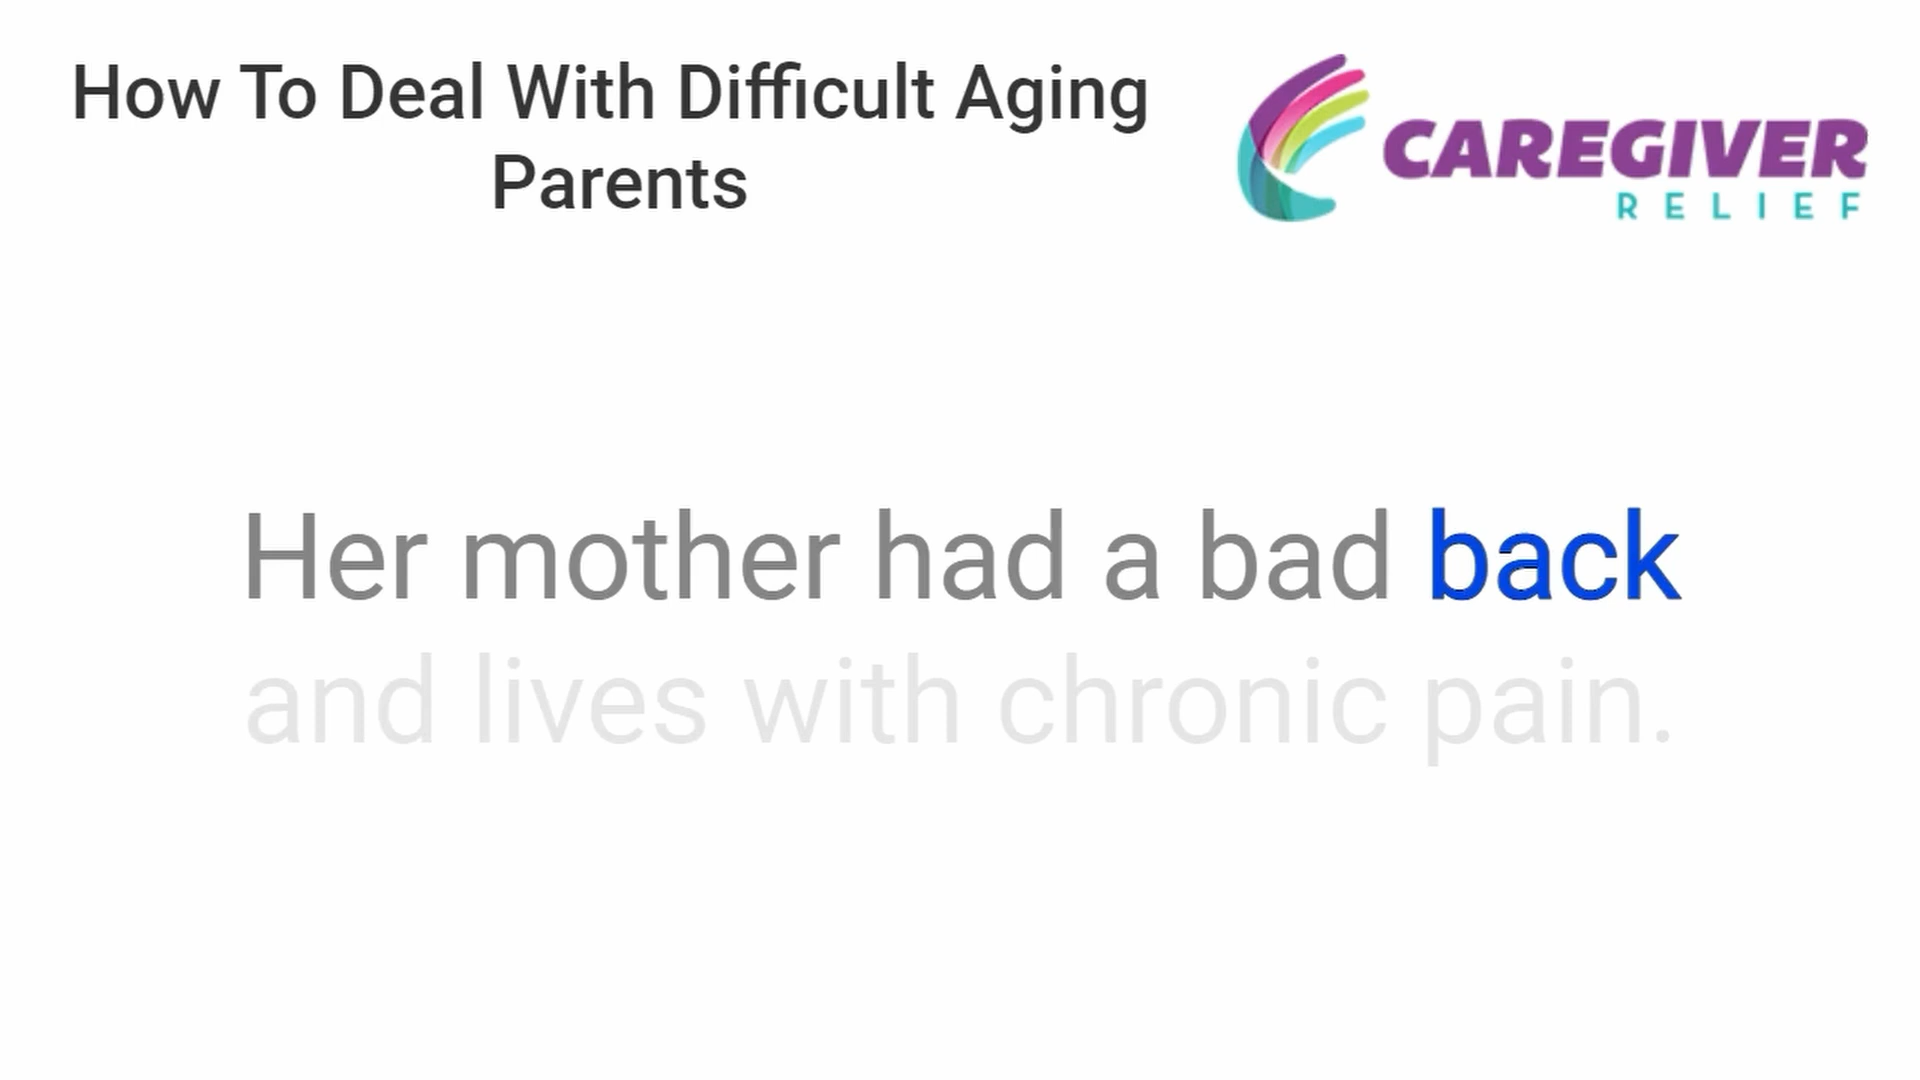 How To Deal With Difficult Aging
Parents
CAREGIVER
RELIEF
Her mother had a bad back
and lives with chronic pain.